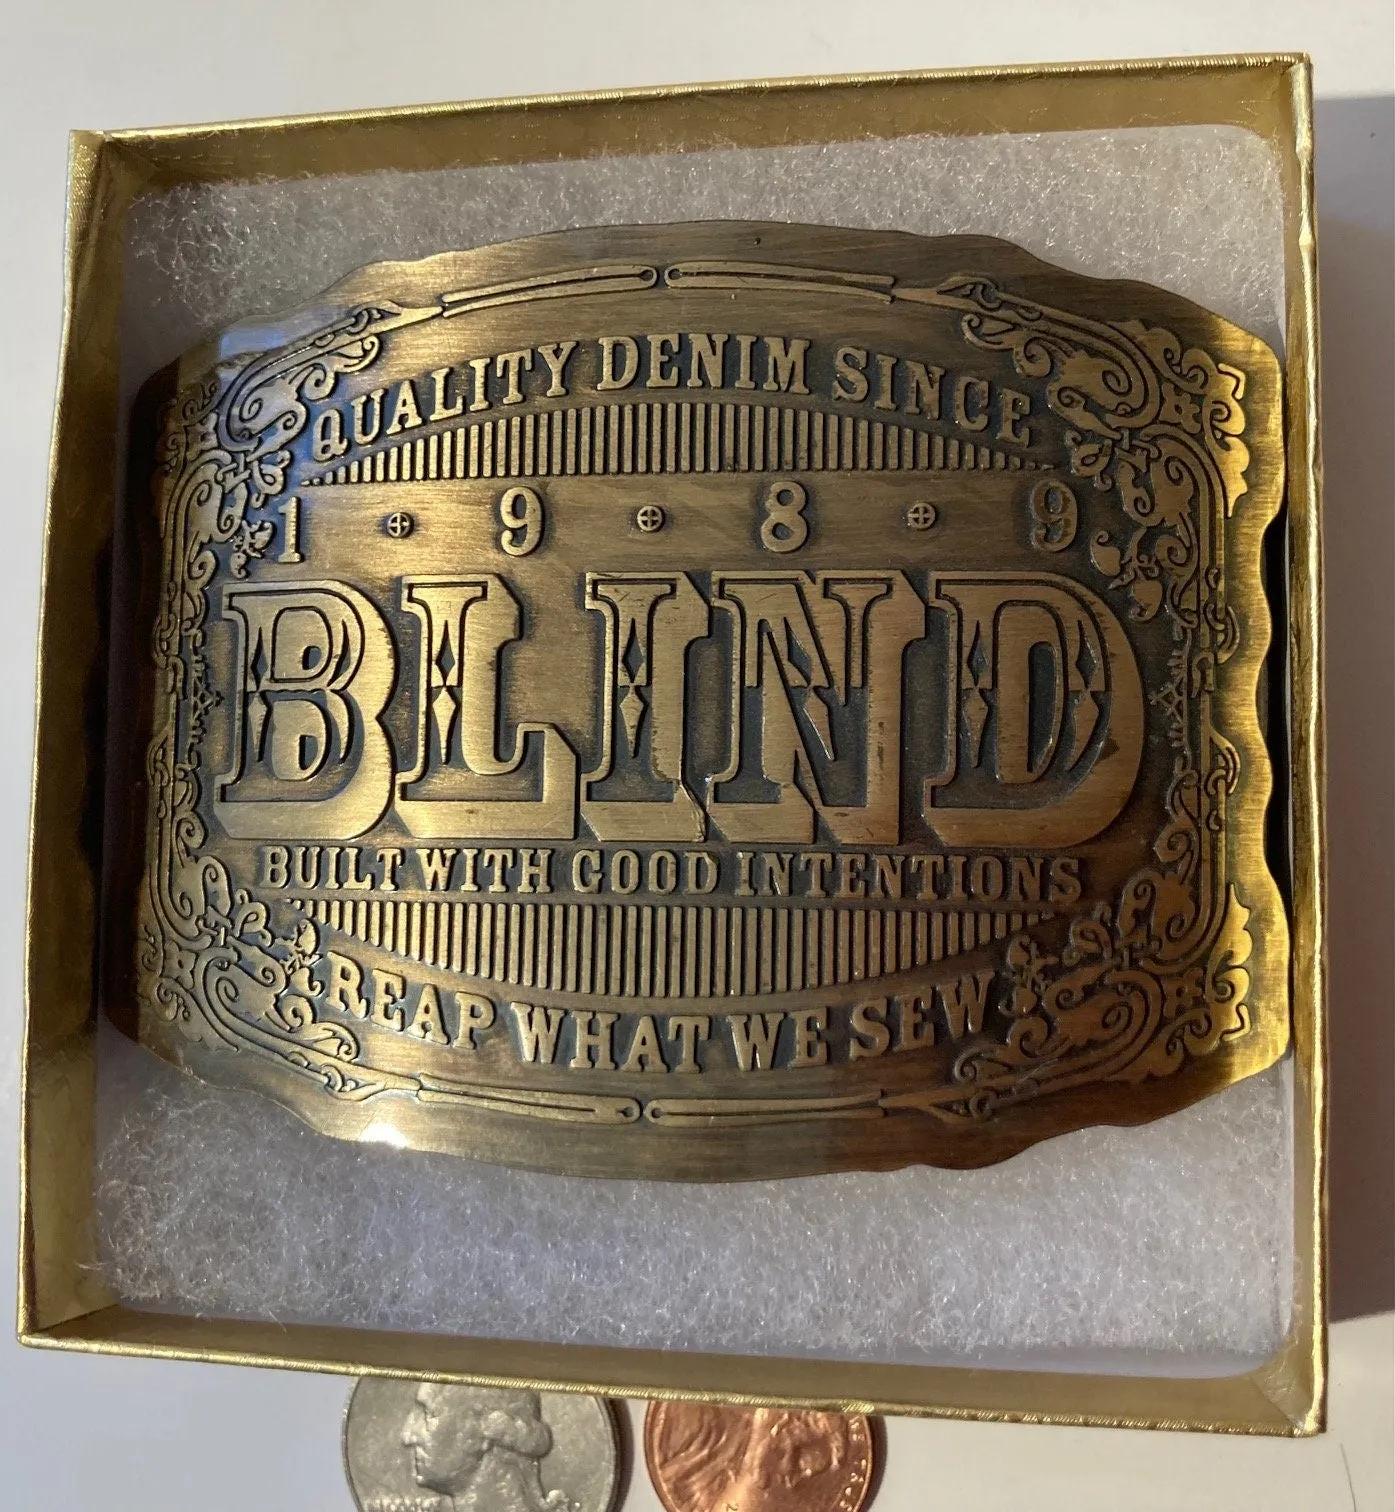 QUALITY DENIM SINCE
1 9 8 9
BLIND
BUILT WITH GOOD INTENTIONS
REAP WHAT WE SEW